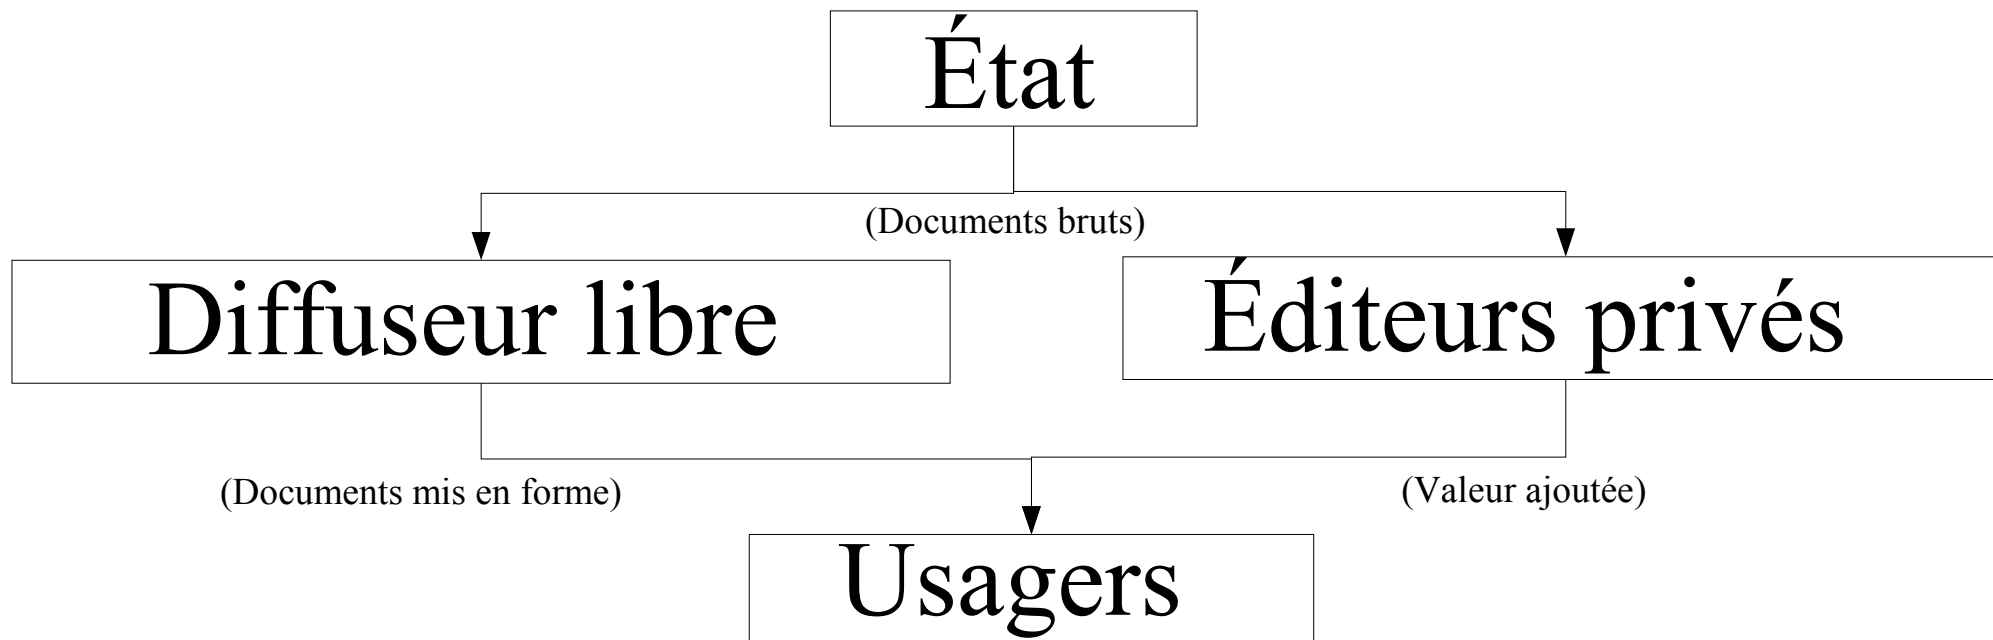 État
(Documents bruts)
Diffuseur libre
Éditeurs privés
(Documents mis en forme)
(Valeur ajoutée)
Usagers